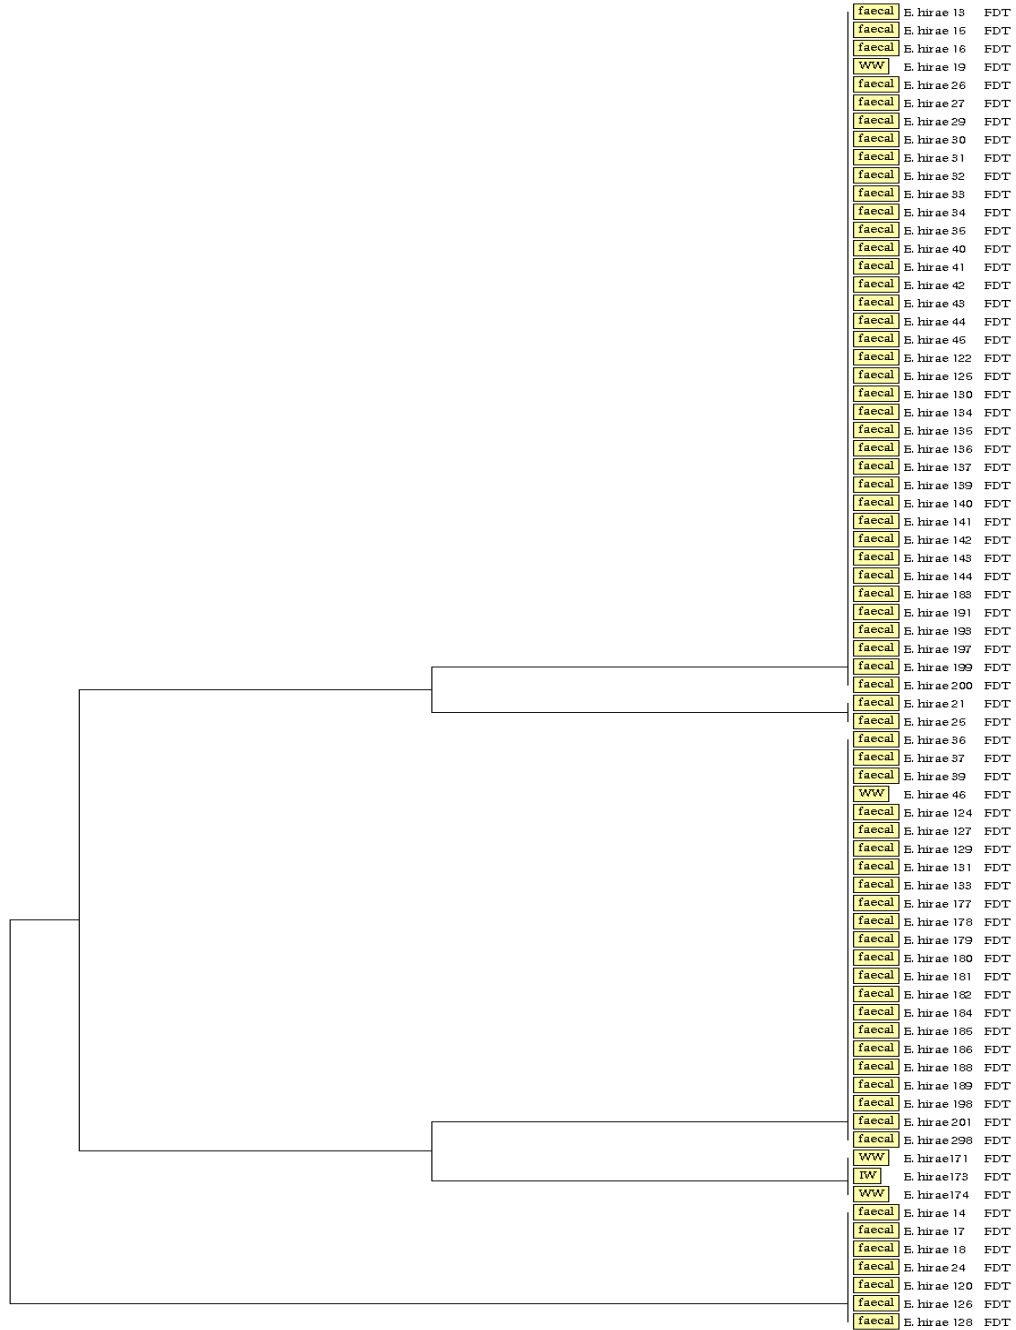 faecal E. hirae 13 FDT
faecal E. hirae 15 FDT
faecal E. hirae 16 FDT
WW E. hirae 19 FDT
faecal E. hirae 26 FDT
faecal E. hirae 27 FDT
faecal E. hirae 29 FDT
faecal E. hirae 30 FDT
faecal E. hirae 31 FDT
faecal E. hirae 32 FDT
faecal E. hirae 33 FDT
faecal E. hirae 34 FDT
faecal E. hirae 35 FDT
faecal E. hirae 40 FDT
faecal E. hirae 41 FDT
faecal E. hirae 42 FDT
faecal E. hirae 43 FDT
faecal E. hirae 44 FDT
faecal E. hirae 45 FDT
faecal E. hirae 122 FDT
faecal E. hirae 125 FDT
faecal E. hirae 130 FDT
faecal E. hirae 134 FDT
faecal E. hirae 135 FDT
faecal E. hirae 136 FDT
faecal E. hirae 137 FDT
faecal E. hirae 139 FDT
faecal E. hirae 140 FDT
faecal E. hirae 141 FDT
faecal E. hirae 142 FDT
faecal E. hirae 143 FDT
faecal E. hirae 144 FDT
faecal E. hirae 183 FDT
faecal E. hirae 191 FDT
faecal E. hirae 193 FDT
faecal E. hirae 197 FDT
faecal E. hirae 199 FDT
faecal E. hirae 200 FDT
faecal E. hirae 21 FDT
faecal E. hirae 25 FDT
faecal E. hirae 36 FDT
faecal E. hirae 37 FDT
faecal E. hirae 39 FDT
WW E. hirae 46 FDT
faecal E. hirae 124 FDT
faecal E. hirae 127 FDT
faecal E. hirae 129 FDT
faecal E. hirae 131 FDT
faecal E. hirae 133 FDT
faecal E. hirae 177 FDT
faecal E. hirae 178 FDT
faecal E. hirae 179 FDT
faecal E. hirae 180 FDT
faecal E. hirae 181 FDT
faecal E. hirae 182 FDT
faecal E. hirae 184 FDT
faecal E. hirae 185 FDT
faecal E. hirae 186 FDT
faecal E. hirae 188 FDT
faecal E. hirae 189 FDT
faecal E. hirae 198 FDT
faecal E. hirae 201 FDT
faecal E. hirae 298 FDT
WW E. hirae171 FDT
IW E. hirae173 FDT
WW E. hirae174 FDT
faecal E. hirae 14 FDT
faecal E. hirae 17 FDT
faecal E. hirae 18 FDT
faecal E. hirae 24 FDT
faecal E. hirae 120 FDT
faecal E. hirae 126 FDT
faecal E. hirae 128 FDT